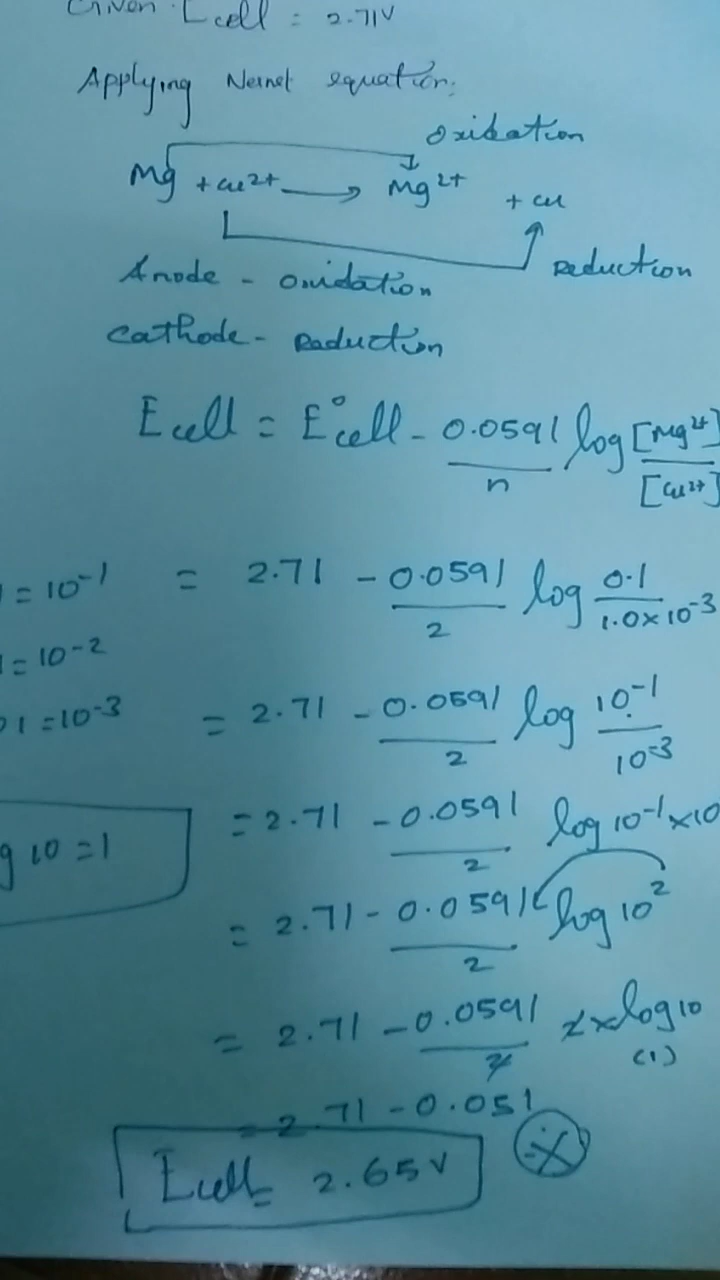 Given Ecell = 2.71V
Applying Nernst equation:
oxidation
Mg + Cu2+ → Mg2+ + Cu
Reduction
Anode - oxidation
Cathode - Reduction
Ecell = E°cell - 0.0591/n log [Mg2+]/[Cu2+]
= 10-1 = 2.71 - 0.0591/2 log 0.1/1.0×10-3
= 10-2
1 = 10-3 = 2.71 - 0.0591/2 log 10-1/10-3
= 2.71 - 0.0591/2 log 10-1 × 10
g 10 = 1
= 2.71 - 0.0591/2 log 10²
= 2.71 - 0.0591/2 2 × log 10
(1)
= 2.71 - 0.051
Ecell = 2.65V